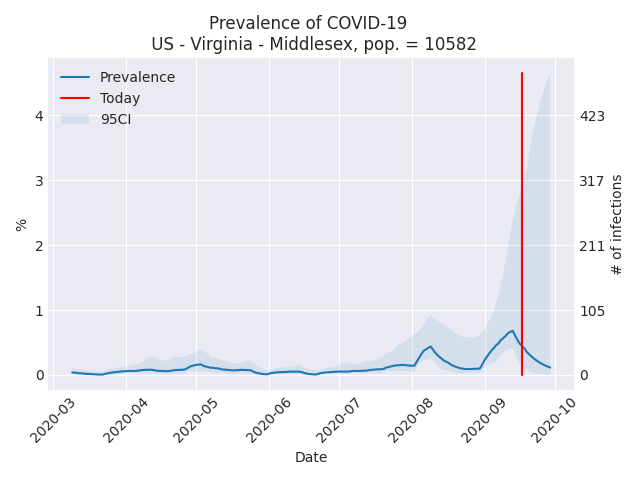 Prevalence of COVID-19
US - Virginia - Middlesex, pop. = 10582
Prevalence
Today
95CI
4
3
2
1
0
%
423
317
211
105
0
# of infections
2020-03
2020-04
2020-05
2020-06
2020-07
2020-08
2020-09
2020-10
Date